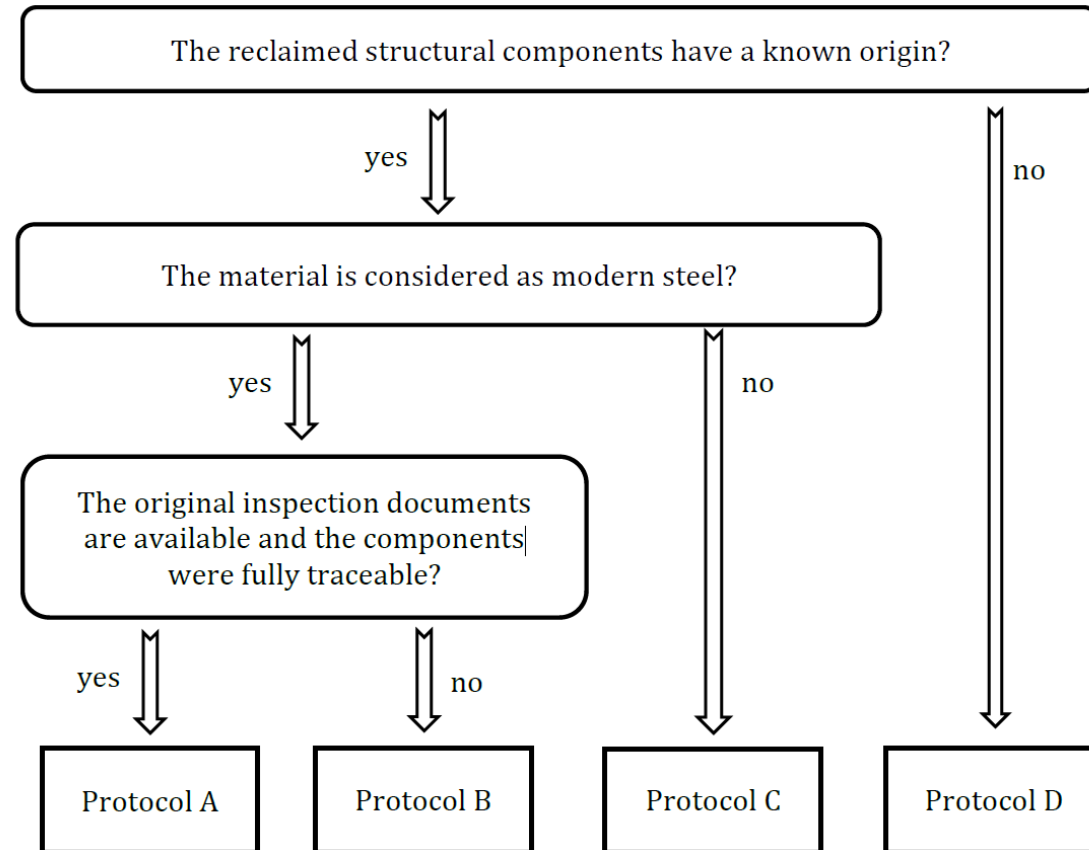 The reclaimed structural components have a known origin?
yes
no
The material is considered as modern steel?
yes
no
The original inspection documents
are available and the components
were fully traceable?
yes
no
Protocol A
Protocol B
Protocol C
Protocol D